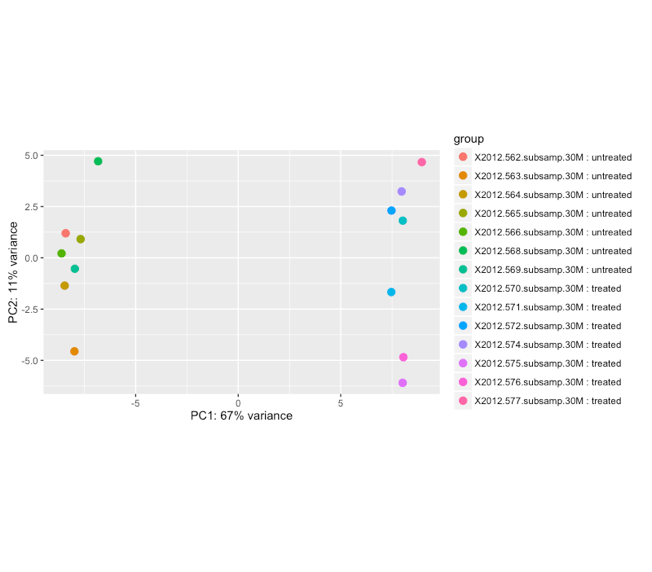 group
X2012.562.subsamp.30M : untreated
X2012.563.subsamp.30M : untreated
X2012.564.subsamp.30M : untreated
X2012.565.subsamp.30M : untreated
X2012.566.subsamp.30M : untreated
X2012.568.subsamp.30M : untreated
X2012.569.subsamp.30M : untreated
X2012.570.subsamp.30M : treated
X2012.571.subsamp.30M : treated
X2012.572.subsamp.30M : treated
X2012.574.subsamp.30M : treated
X2012.575.subsamp.30M : treated
X2012.576.subsamp.30M : treated
X2012.577.subsamp.30M : treated
PC2: 11% variance
5.0
2.5
0.0
-2.5
-5.0
-5 0 5
PC1: 67% variance